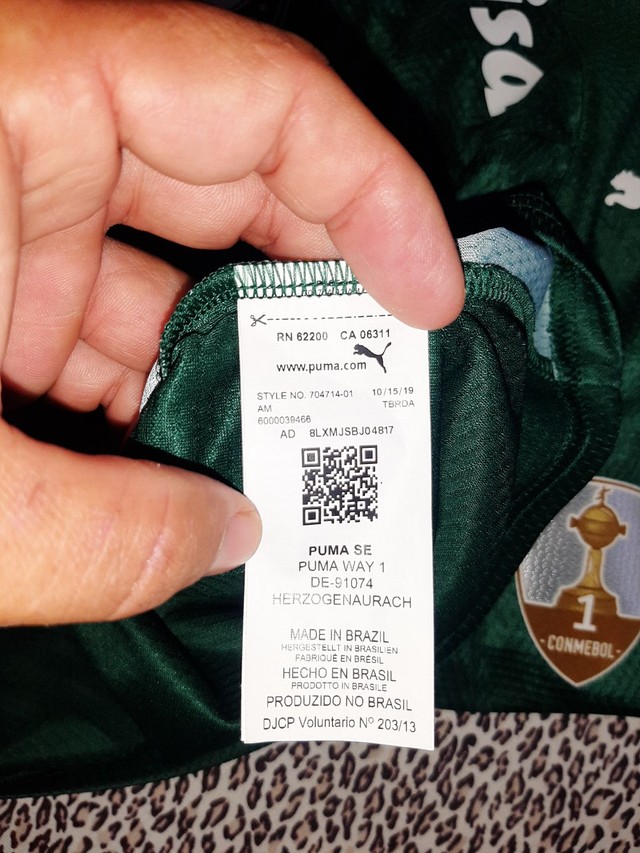 isa
RN 62200 CA 06311
www.puma.com
STYLE NO. 704714-01 10/15/19
AM TBRDA
6000039466
AD 8LXMJSBJ04817
PUMA SE
PUMA WAY 1
DE-91074
HERZOGENAURACH
MADE IN BRAZIL
HERGESTELLT IN BRASILIEN
FABRIQUÉ EN BRÉSIL
HECHO EN BRASIL
PRODOTTO IN BRASILE
PRODUZIDO NO BRASIL
DJCP Voluntario Nº 203/13
1
- CONMEBOL -